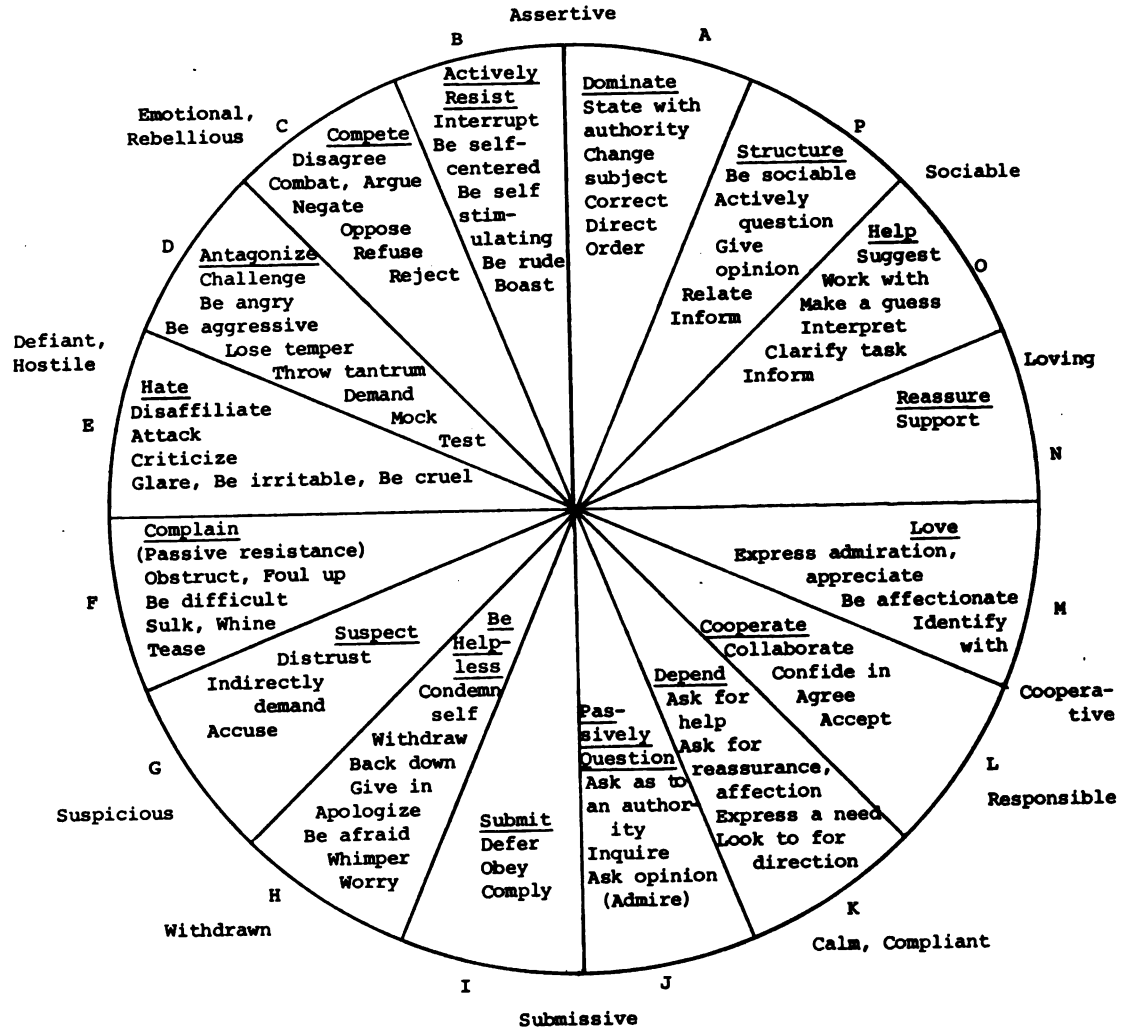 Assertive
B
A
Actively
Resist
Interrupt
Be self-
centered
Be self
stim-
ulating
Be rude
Boast
Dominate
State with
authority
Change
subject
Correct
Direct
Order
P
Structure
Be sociable
Actively
question
Give
opinion
Relate
Inform
Sociable
O
Help
Suggest
Work with
Make a guess
Interpret
Clarify task
Inform
Loving
N
Reassure
Support
M
Love
Express admiration,
appreciate
Be affectionate
Identify
with
Coopera-
tive
L
Responsible
Cooperate
Collaborate
Confide in
Agree
Accept
K
Calm, Compliant
Depend
Ask for
help
Ask for
reassurance,
affection
Express a need
Look to for
direction
J
Pas-
sively
Question
Ask as to
an author-
ity
Inquire
Ask opinion
(Admire)
Submissive
I
Submit
Defer
Obey
Comply
H
Withdrawn
Be
Help-
less
Condemn
self
Withdraw
Back down
Give in
Apologize
Be afraid
Whimper
Worry
G
Suspicious
Suspect
Distrust
Indirectly
demand
Accuse
F
Complain
(Passive resistance)
Obstruct, Foul up
Be difficult
Sulk, Whine
Tease
E
Hate
Disaffiliate
Attack
Criticize
Glare, Be irritable, Be cruel
Defiant,
Hostile
D
Antagonize
Challenge
Be angry
Be aggressive
Lose temper
Throw tantrum
Demand
Mock
Test
Emotional,
Rebellious
C
Compete
Disagree
Combat, Argue
Negate
Oppose
Refuse
Reject